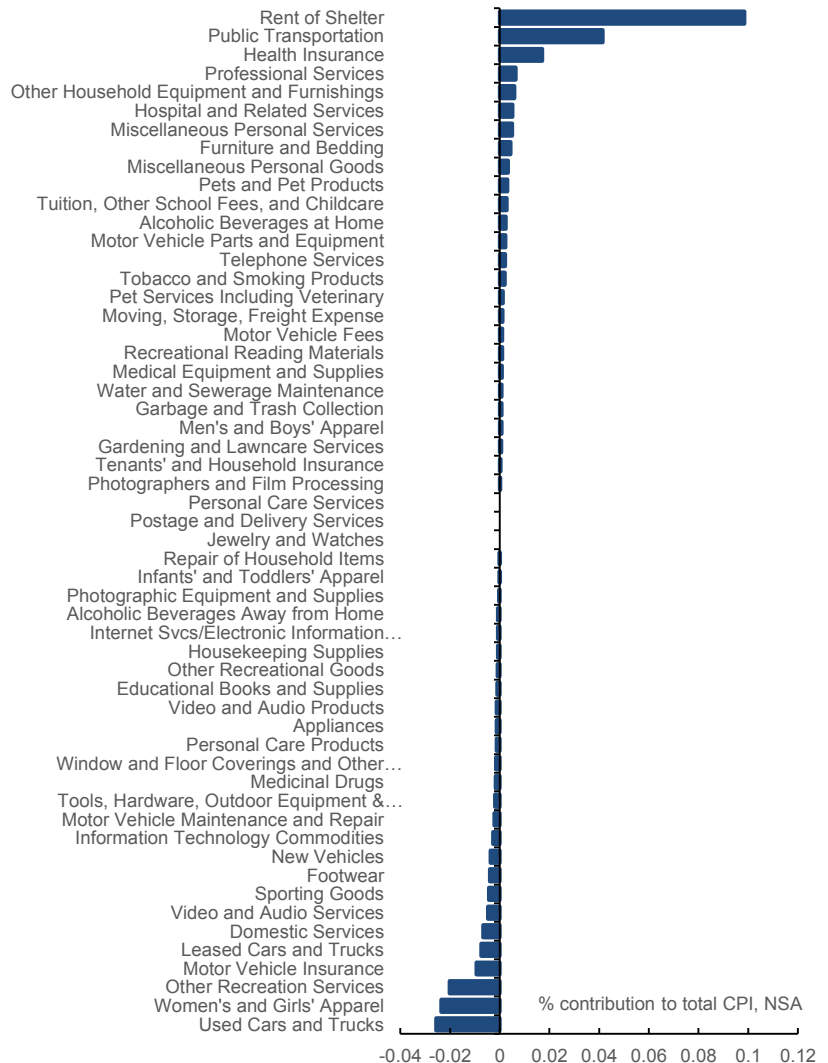 Rent of Shelter
Public Transportation
Health Insurance
Professional Services
Other Household Equipment and Furnishings
Hospital and Related Services
Miscellaneous Personal Services
Furniture and Bedding
Miscellaneous Personal Goods
Pets and Pet Products
Tuition, Other School Fees, and Childcare
Alcoholic Beverages at Home
Motor Vehicle Parts and Equipment
Telephone Services
Tobacco and Smoking Products
Pet Services Including Veterinary
Moving, Storage, Freight Expense
Motor Vehicle Fees
Recreational Reading Materials
Medical Equipment and Supplies
Water and Sewerage Maintenance
Garbage and Trash Collection
Men's and Boys' Apparel
Gardening and Lawncare Services
Tenants' and Household Insurance
Photographers and Film Processing
Personal Care Services
Postage and Delivery Services
Jewelry and Watches
Repair of Household Items
Infants' and Toddlers' Apparel
Photographic Equipment and Supplies
Alcoholic Beverages Away from Home
Internet Svcs/Electronic Information…
Housekeeping Supplies
Other Recreational Goods
Educational Books and Supplies
Video and Audio Products
Appliances
Personal Care Products
Window and Floor Coverings and Other…
Medicinal Drugs
Tools, Hardware, Outdoor Equipment &…
Motor Vehicle Maintenance and Repair
Information Technology Commodities
New Vehicles
Footwear
Sporting Goods
Video and Audio Services
Domestic Services
Leased Cars and Trucks
Motor Vehicle Insurance
Other Recreation Services
Women's and Girls' Apparel
% contribution to total CPI, NSA
Used Cars and Trucks
-0.04 -0.02 0 0.02 0.04 0.06 0.08 0.1 0.12